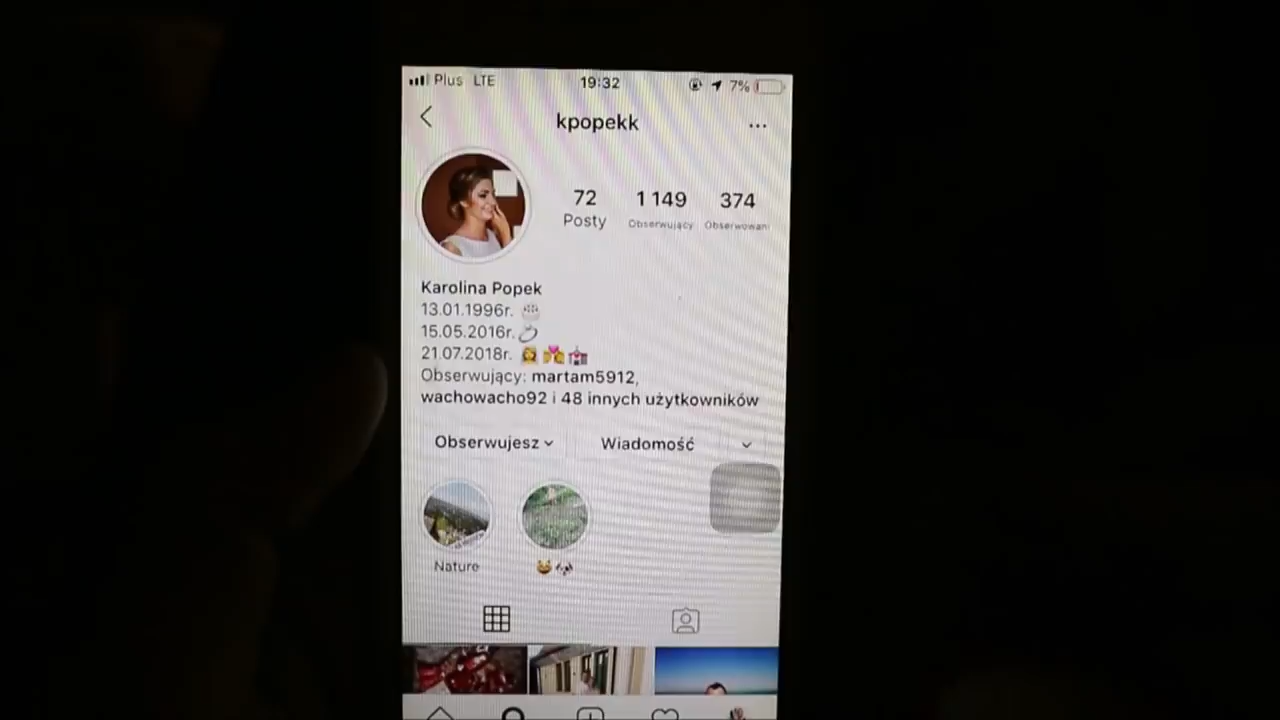 Plus LTE 19:32 7%
kpopekk
72 1 149 374
Posty Obserwujący Obserwowani
Karolina Popek
13.01.1996r.
15.05.2016r.
21.07.2018r.
Obserwujący: martam5912,
wachowacho92 i 48 innych użytkowników
Obserwujesz Wiadomość
Nature